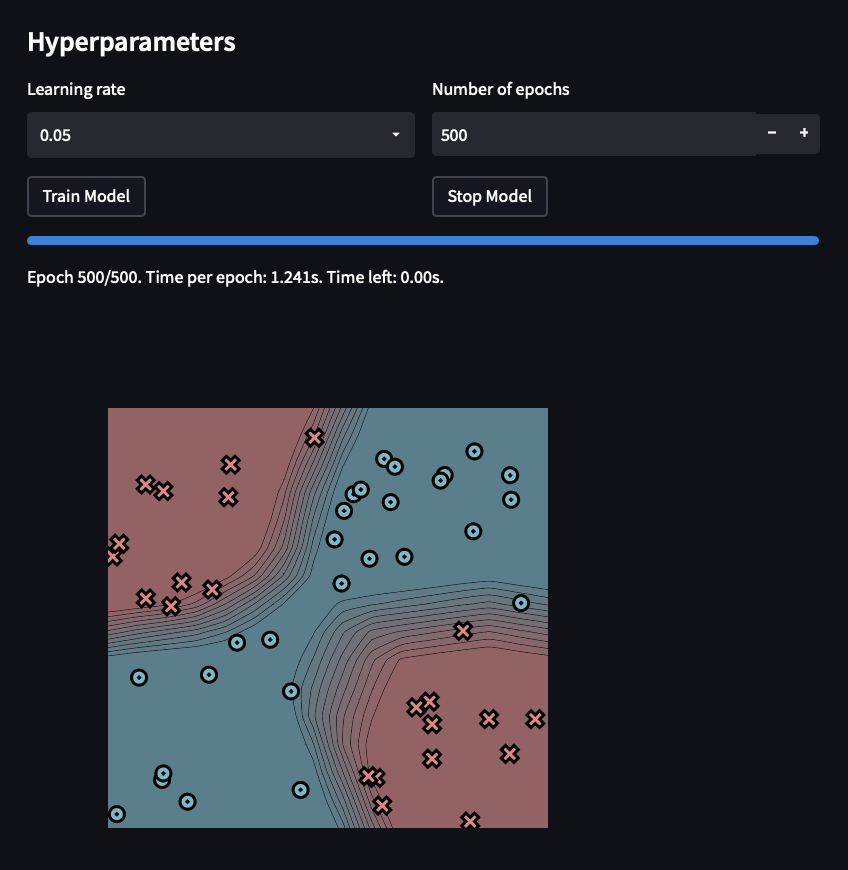 Hyperparameters
Learning rate
Number of epochs
0.05
500
− +
Train Model
Stop Model
Epoch 500/500. Time per epoch: 1.241s. Time left: 0.00s.